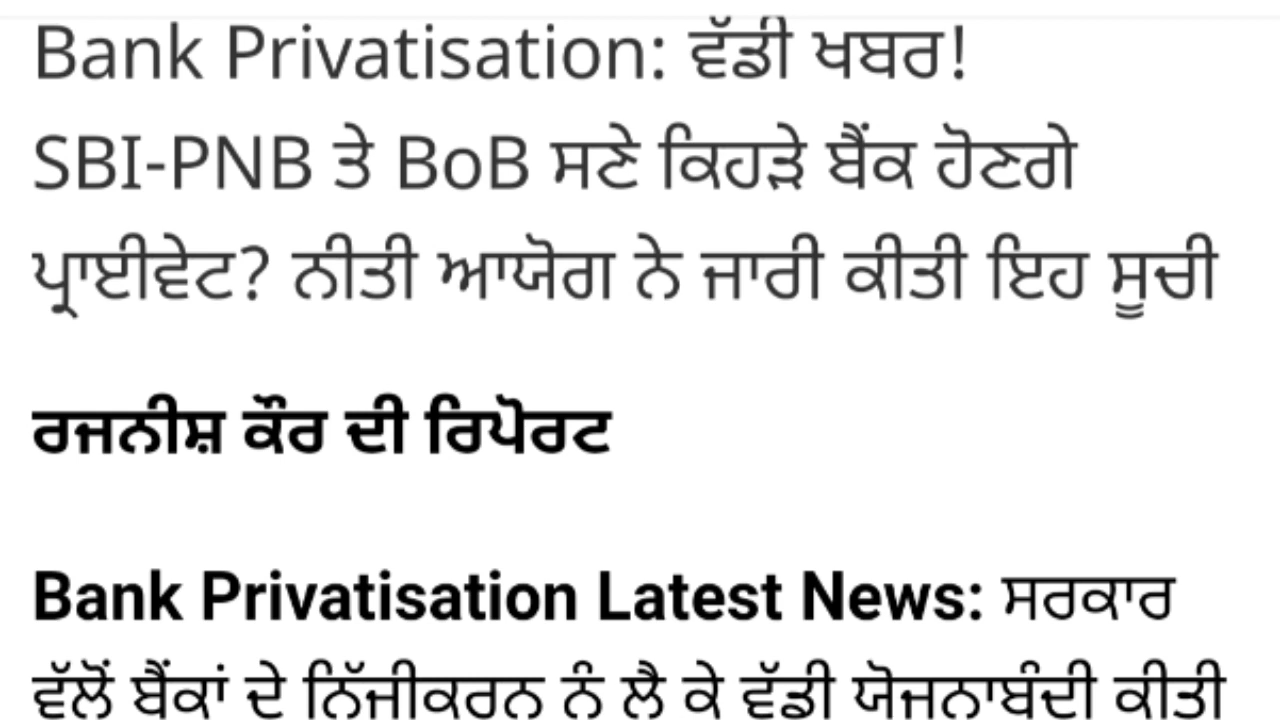 Bank Privatisation: ਵੱਡੀ ਖਬਰ!
SBI-PNB ਤੇ BoB ਸਣੇ ਕਿਹੜੇ ਬੈਂਕ ਹੋਣਗੇ
ਪ੍ਰਾਈਵੇਟ? ਨੀਤੀ ਆਯੋਗ ਨੇ ਜਾਰੀ ਕੀਤੀ ਇਹ ਸੂਚੀ
ਰਜਨੀਸ਼ ਕੌਰ ਦੀ ਰਿਪੋਰਟ
Bank Privatisation Latest News: ਸਰਕਾਰ
ਵੱਲੋਂ ਬੈਂਕਾਂ ਦੇ ਨਿੱਜੀਕਰਨ ਨੰ ਲੈ ਕੇ ਵੱਡੀ ਯੋਜਨਾਬੰਦੀ ਕੀਤੀ